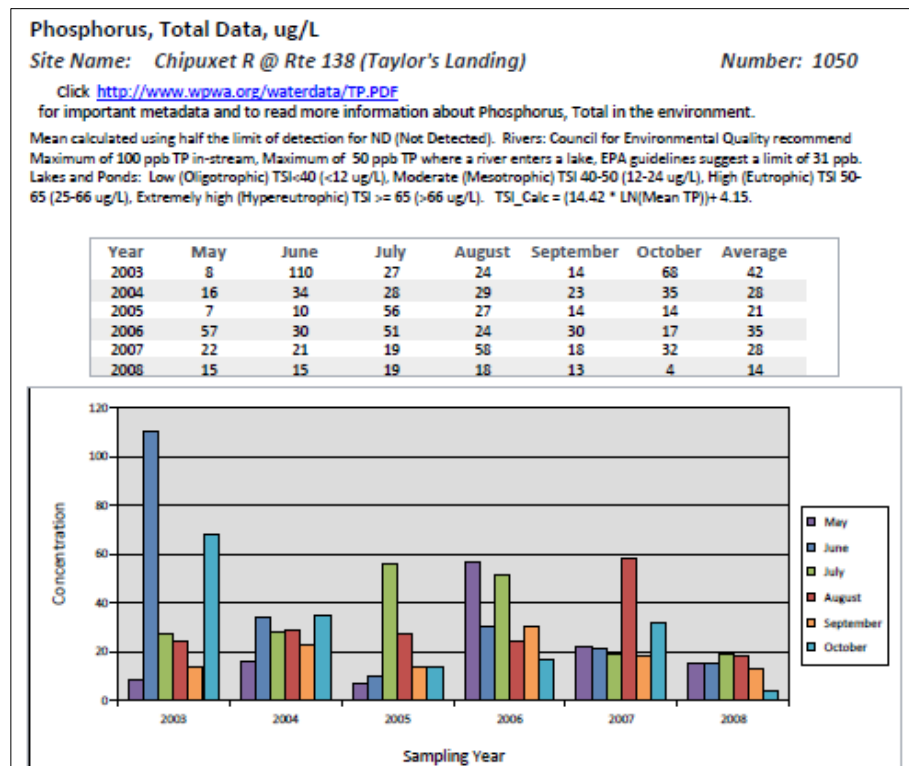 Phosphorus, Total Data, ug/L
Site Name: Chipuxet R @ Rte 138 (Taylor's Landing) Number: 1050
Click http://www.wpwa.org/waterdata/TP.PDF
for important metadata and to read more information about Phosphorus, Total in the environment.
Mean calculated using half the limit of detection for ND (Not Detected). Rivers: Council for Environmental Quality recommend
Maximum of 100 ppb TP in-stream, Maximum of 50 ppb TP where a river enters a lake, EPA guidelines suggest a limit of 31 ppb.
Lakes and Ponds: Low (Oligotrophic) TSI<40 (<12 ug/L), Moderate (Mesotrophic) TSI 40-50 (12-24 ug/L), High (Eutrophic) TSI 50-
65 (25-66 ug/L), Extremely high (Hypereutrophic) TSI >= 65 (>66 ug/L). TSI_Calc = (14.42 * LN(Mean TP))+ 4.15.
Year May June July August September October Average
2003 8 110 27 24 14 68 42
2004 16 34 28 29 23 35 28
2005 7 10 56 27 14 14 21
2006 57 30 51 24 30 17 35
2007 22 21 19 58 18 32 28
2008 15 15 19 18 13 4 14
120
100
80
60
40
20
0
Concentration
2003 2004 2005 2006 2007 2008
Sampling Year
May
June
July
August
September
October